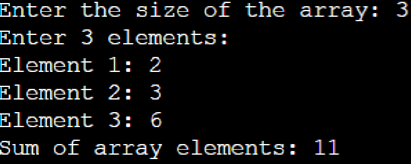 Enter the size of the array: 3
Enter 3 elements:
Element 1: 2
Element 2: 3
Element 3: 6
Sum of array elements: 11